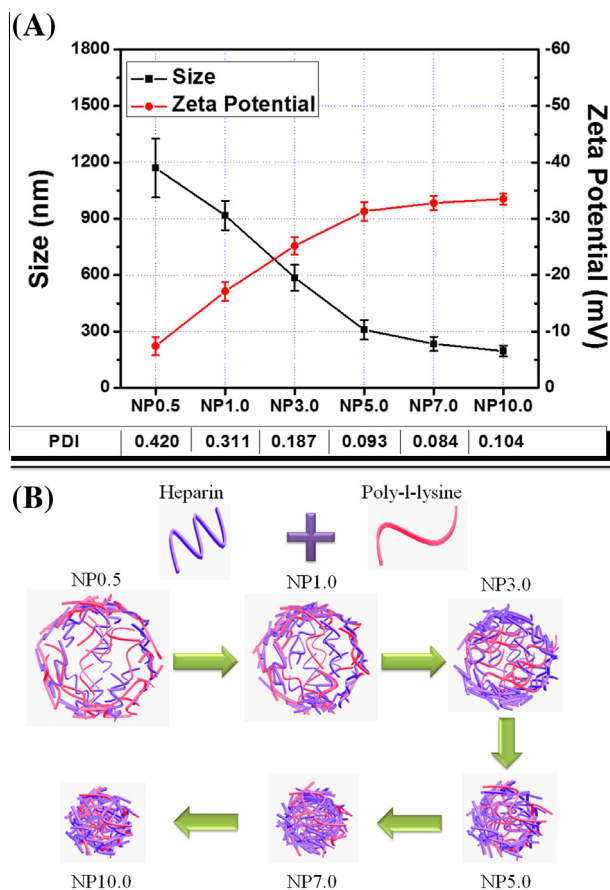 (A)
1800
1500
1200
900
600
300
0
Size (nm)
Size
Zeta Potential
-60
-50
-40
-30
-20
-10
0
Zeta Potential (mV)
NP0.5 NP1.0 NP3.0 NP5.0 NP7.0 NP10.0
PDI 0.420 0.311 0.187 0.093 0.084 0.104
(B)
Heparin Poly-l-lysine
NP0.5 NP1.0 NP3.0
NP10.0 NP7.0 NP5.0